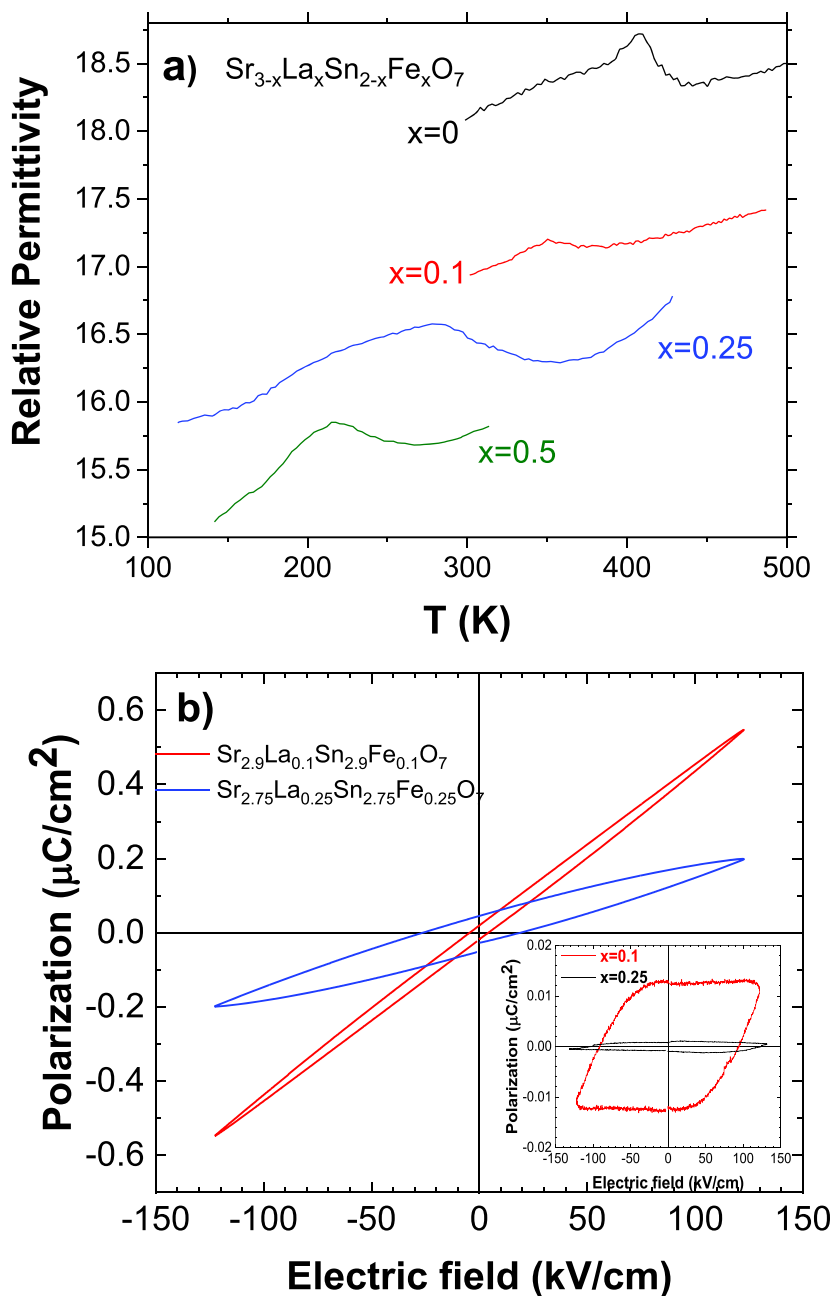 a) Sr3-xLaxSn2-xFexO7
Relative Permittivity
18.5
18.0
17.5
17.0
16.5
16.0
15.5
15.0
x=0
x=0.1
x=0.25
x=0.5
100 200 300 400 500
T (K)
b)
Sr2.9La0.1Sn2.9Fe0.1O7
Sr2.75La0.25Sn2.75Fe0.25O7
Polarization (μC/cm2)
0.6
0.4
0.2
0.0
-0.2
-0.4
-0.6
-150 -100 -50 0 50 100 150
Electric field (kV/cm)
x=0.1
x=0.25
Polarization (μC/cm2)
0.02
0.01
0.00
-0.01
-0.02
-150 -100 -50 0 50 100 150
Electric field (kV/cm)